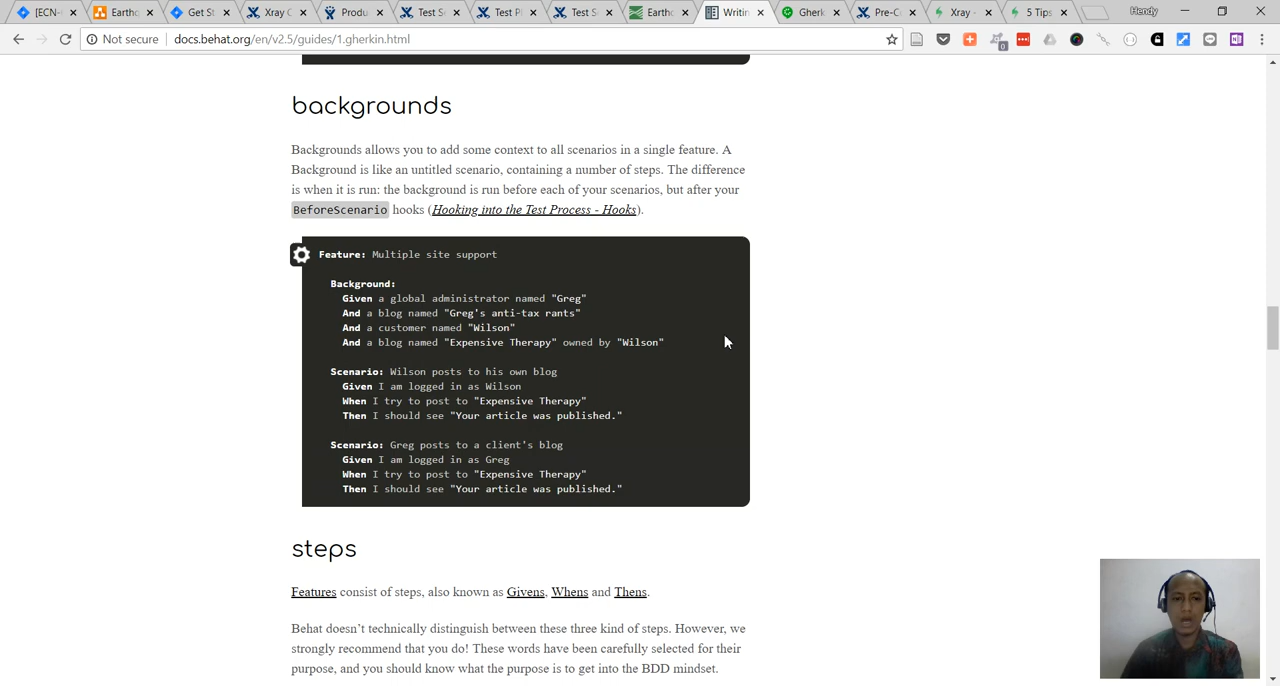 [ECN-
Eartho
Get St
Xray C
Produ
Test Se
Test Pl
Test Se
Eartho
Writin
Gherk
Pre-Co
Xray -
5 Tips
Hendy
Not secure
docs.behat.org/en/v2.5/guides/1.gherkin.html
backgrounds
Backgrounds allows you to add some context to all scenarios in a single feature. A
Background is like an untitled scenario, containing a number of steps. The difference
is when it is run: the background is run before each of your scenarios, but after your
BeforeScenario hooks (Hooking into the Test Process - Hooks).
Feature: Multiple site support
Background:
Given a global administrator named "Greg"
And a blog named "Greg's anti-tax rants"
And a customer named "Wilson"
And a blog named "Expensive Therapy" owned by "Wilson"
Scenario: Wilson posts to his own blog
Given I am logged in as Wilson
When I try to post to "Expensive Therapy"
Then I should see "Your article was published."
Scenario: Greg posts to a client's blog
Given I am logged in as Greg
When I try to post to "Expensive Therapy"
Then I should see "Your article was published."
steps
Features consist of steps, also known as Givens, Whens and Thens.
Behat doesn't technically distinguish between these three kind of steps. However, we
strongly recommend that you do! These words have been carefully selected for their
purpose, and you should know what the purpose is to get into the BDD mindset.